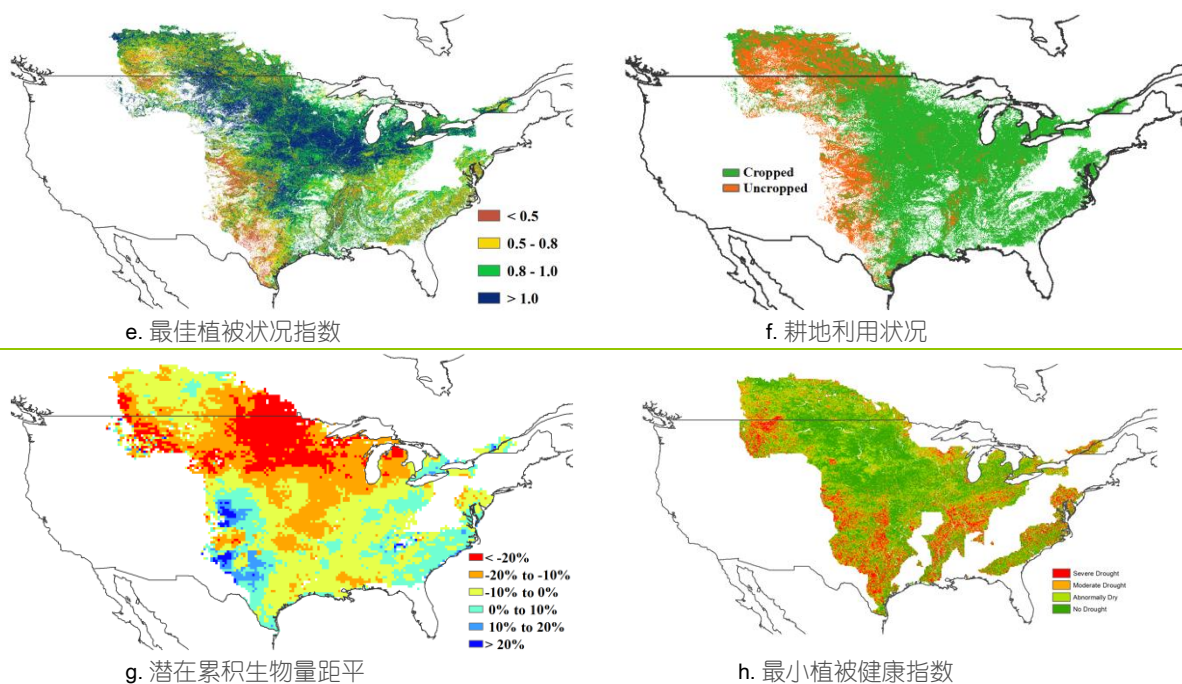 < 0.5
0.5 - 0.8
0.8 - 1.0
> 1.0
e. 最佳植被状况指数
Cropped
Uncropped
f. 耕地利用状况
< -20%
-20% to -10%
-10% to 0%
0% to 10%
10% to 20%
> 20%
g. 潜在累积生物量距平
Severe Drought
Moderate Drought
Abnormally Dry
No Drought
h. 最小植被健康指数